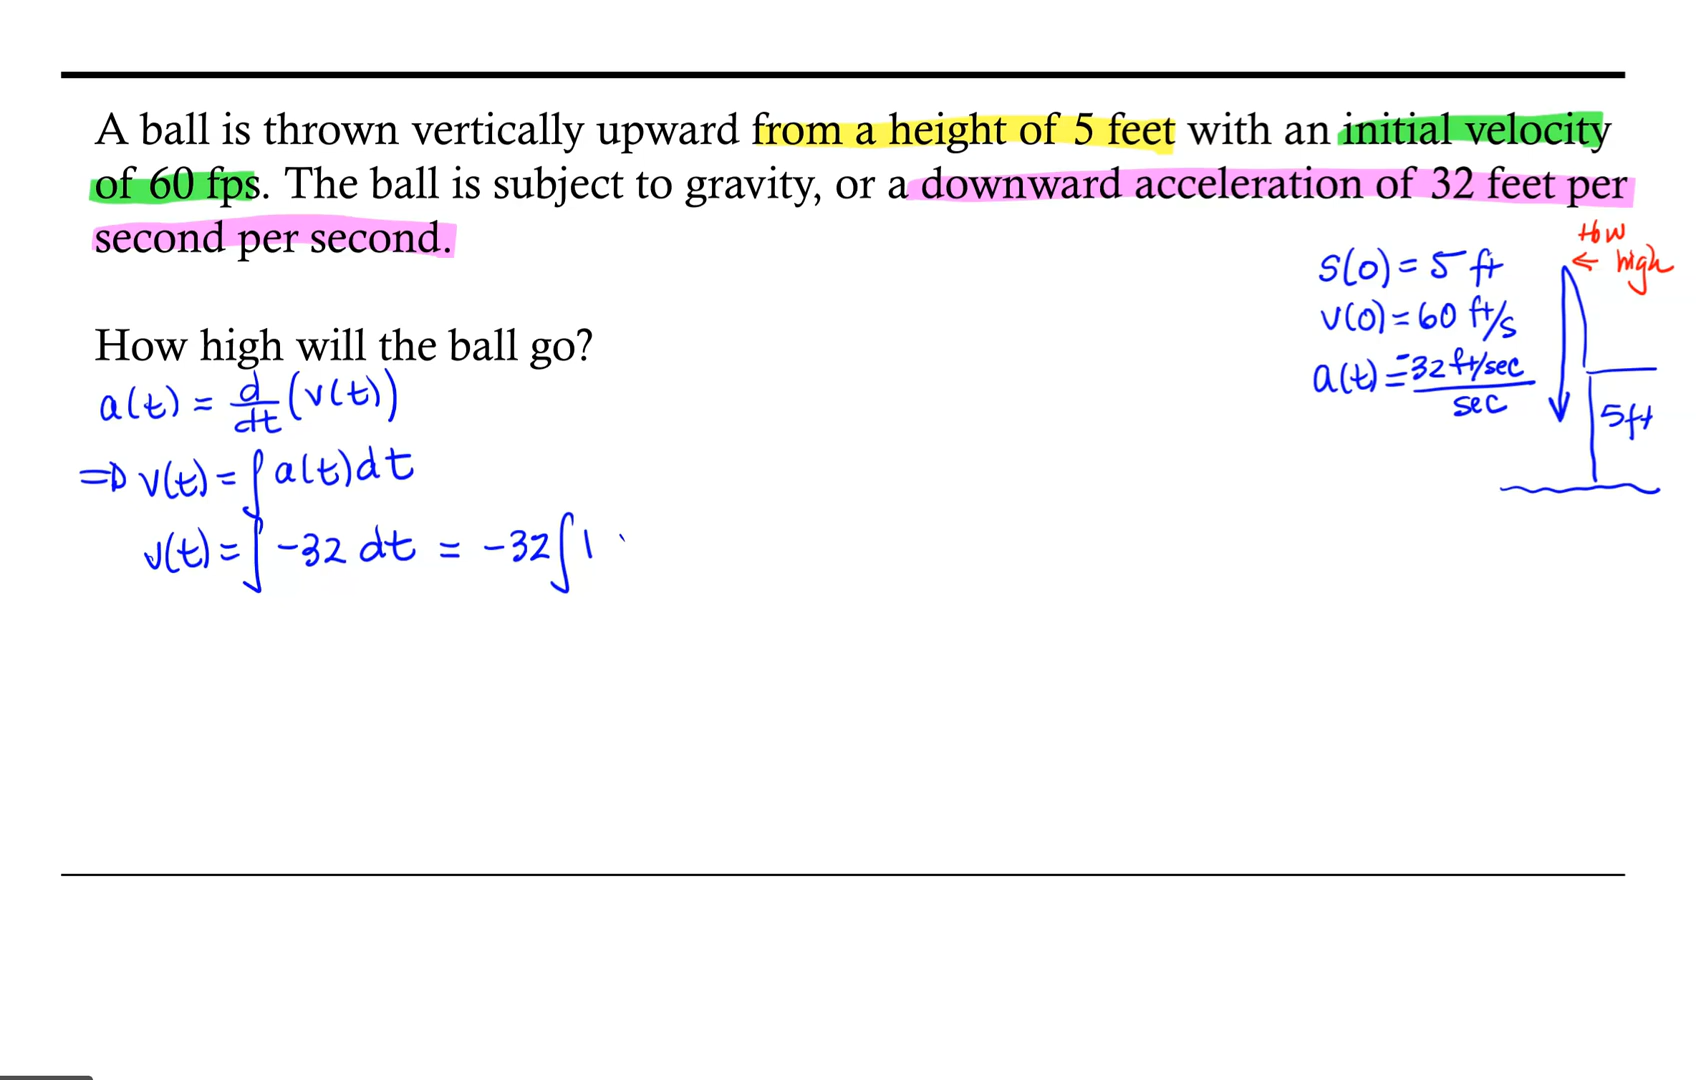 A ball is thrown vertically upward from a height of 5 feet with an initial velocity
of 60 fps. The ball is subject to gravity, or a downward acceleration of 32 feet per
second per second.
How high will the ball go?
a(t) = d/dt (v(t))
⇒ v(t) = ∫ a(t) dt
v(t) = ∫ -32 dt = -32 ∫ 1
s(0) = 5 ft
v(0) = 60 ft/s
a(t) = -32 ft/sec / sec
How
← high
5ft